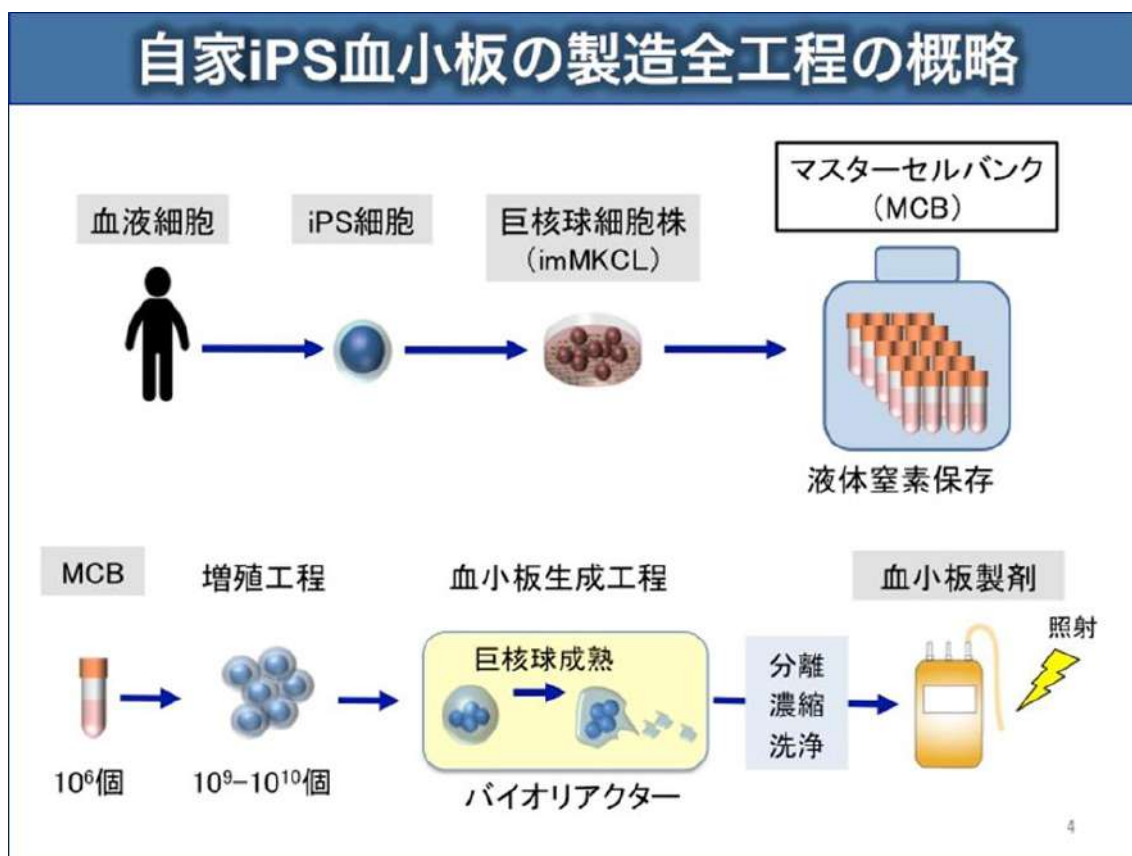 自家iPS血小板の製造全工程の概略
血液細胞
iPS細胞
巨核球細胞株
（imMKCL）
マスターセルバンク
（MCB）
液体窒素保存
MCB
増殖工程
血小板生成工程
血小板製剤
巨核球成熟
分離
濃縮
洗浄
照射
10⁶個
10⁹−10¹⁰個
バイオリアクター
4